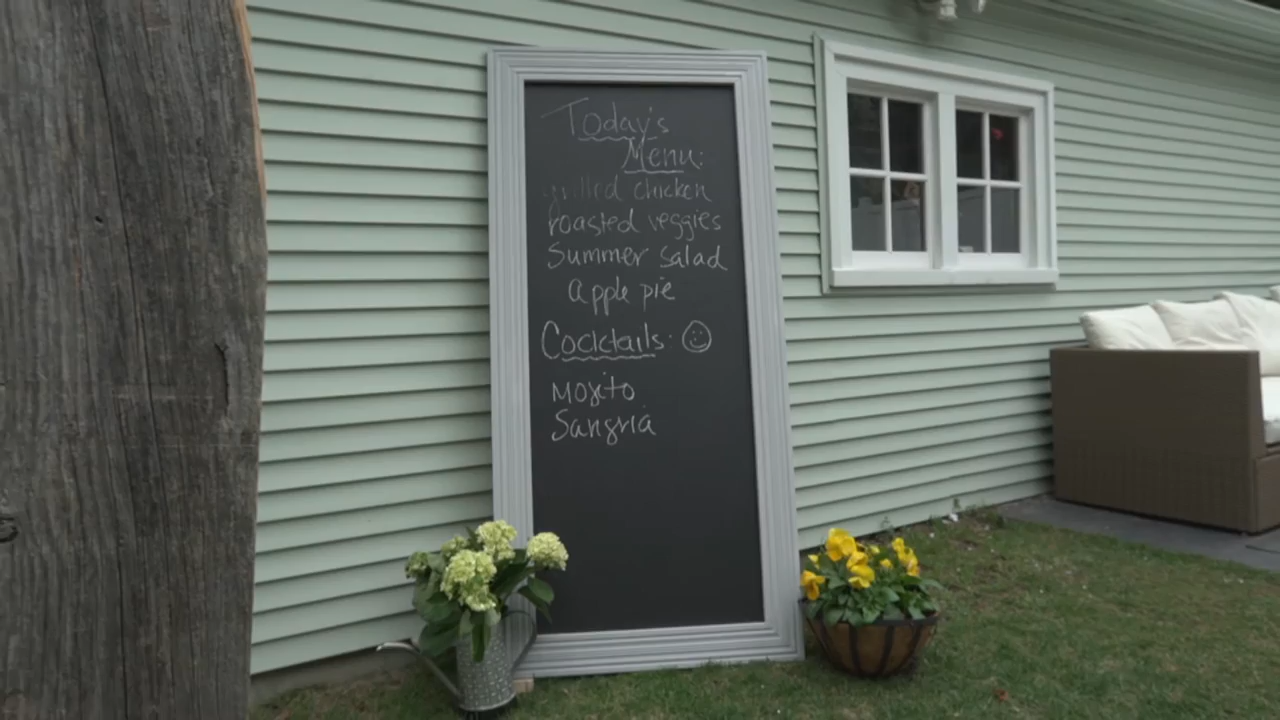 Today's
Menu:
grilled chicken
roasted veggies
Summer salad
apple pie
Cocktails: ☺
Mojito
Sangria